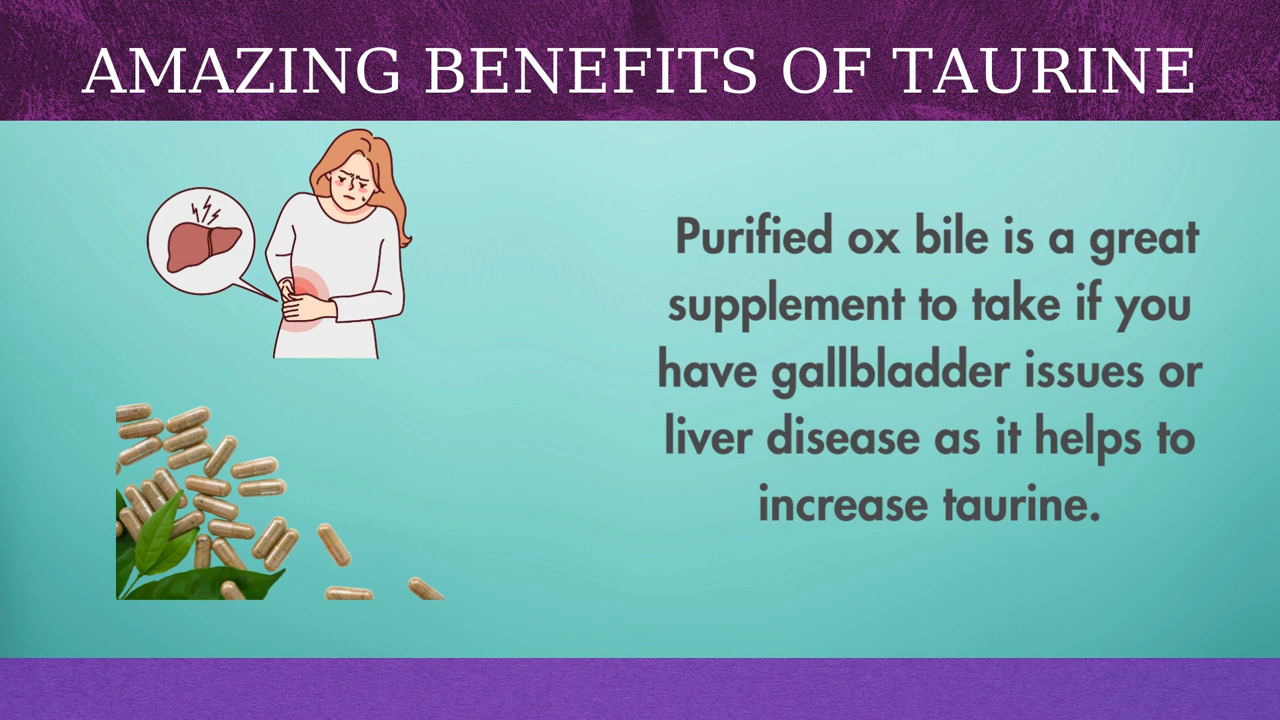 AMAZING BENEFITS OF TAURINE
Purified ox bile is a great
supplement to take if you
have gallbladder issues or
liver disease as it helps to
increase taurine.